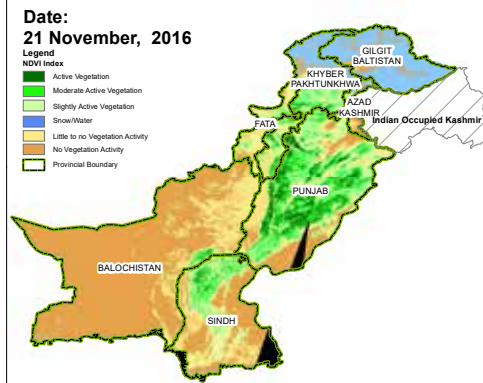 Date:
21 November, 2016
Legend
NDVI Index
Active Vegetation
Moderate Active Vegetation
Slightly Active Vegetation
Snow/Water
Little to no Vegetation Activity
No Vegetation Activity
Provincial Boundary
GILGIT
BALTISTAN
KHYBER
PAKHTUNKHWA
AZAD
KASHMIR
Indian Occupied Kashmir
FATA
PUNJAB
BALOCHISTAN
SINDH